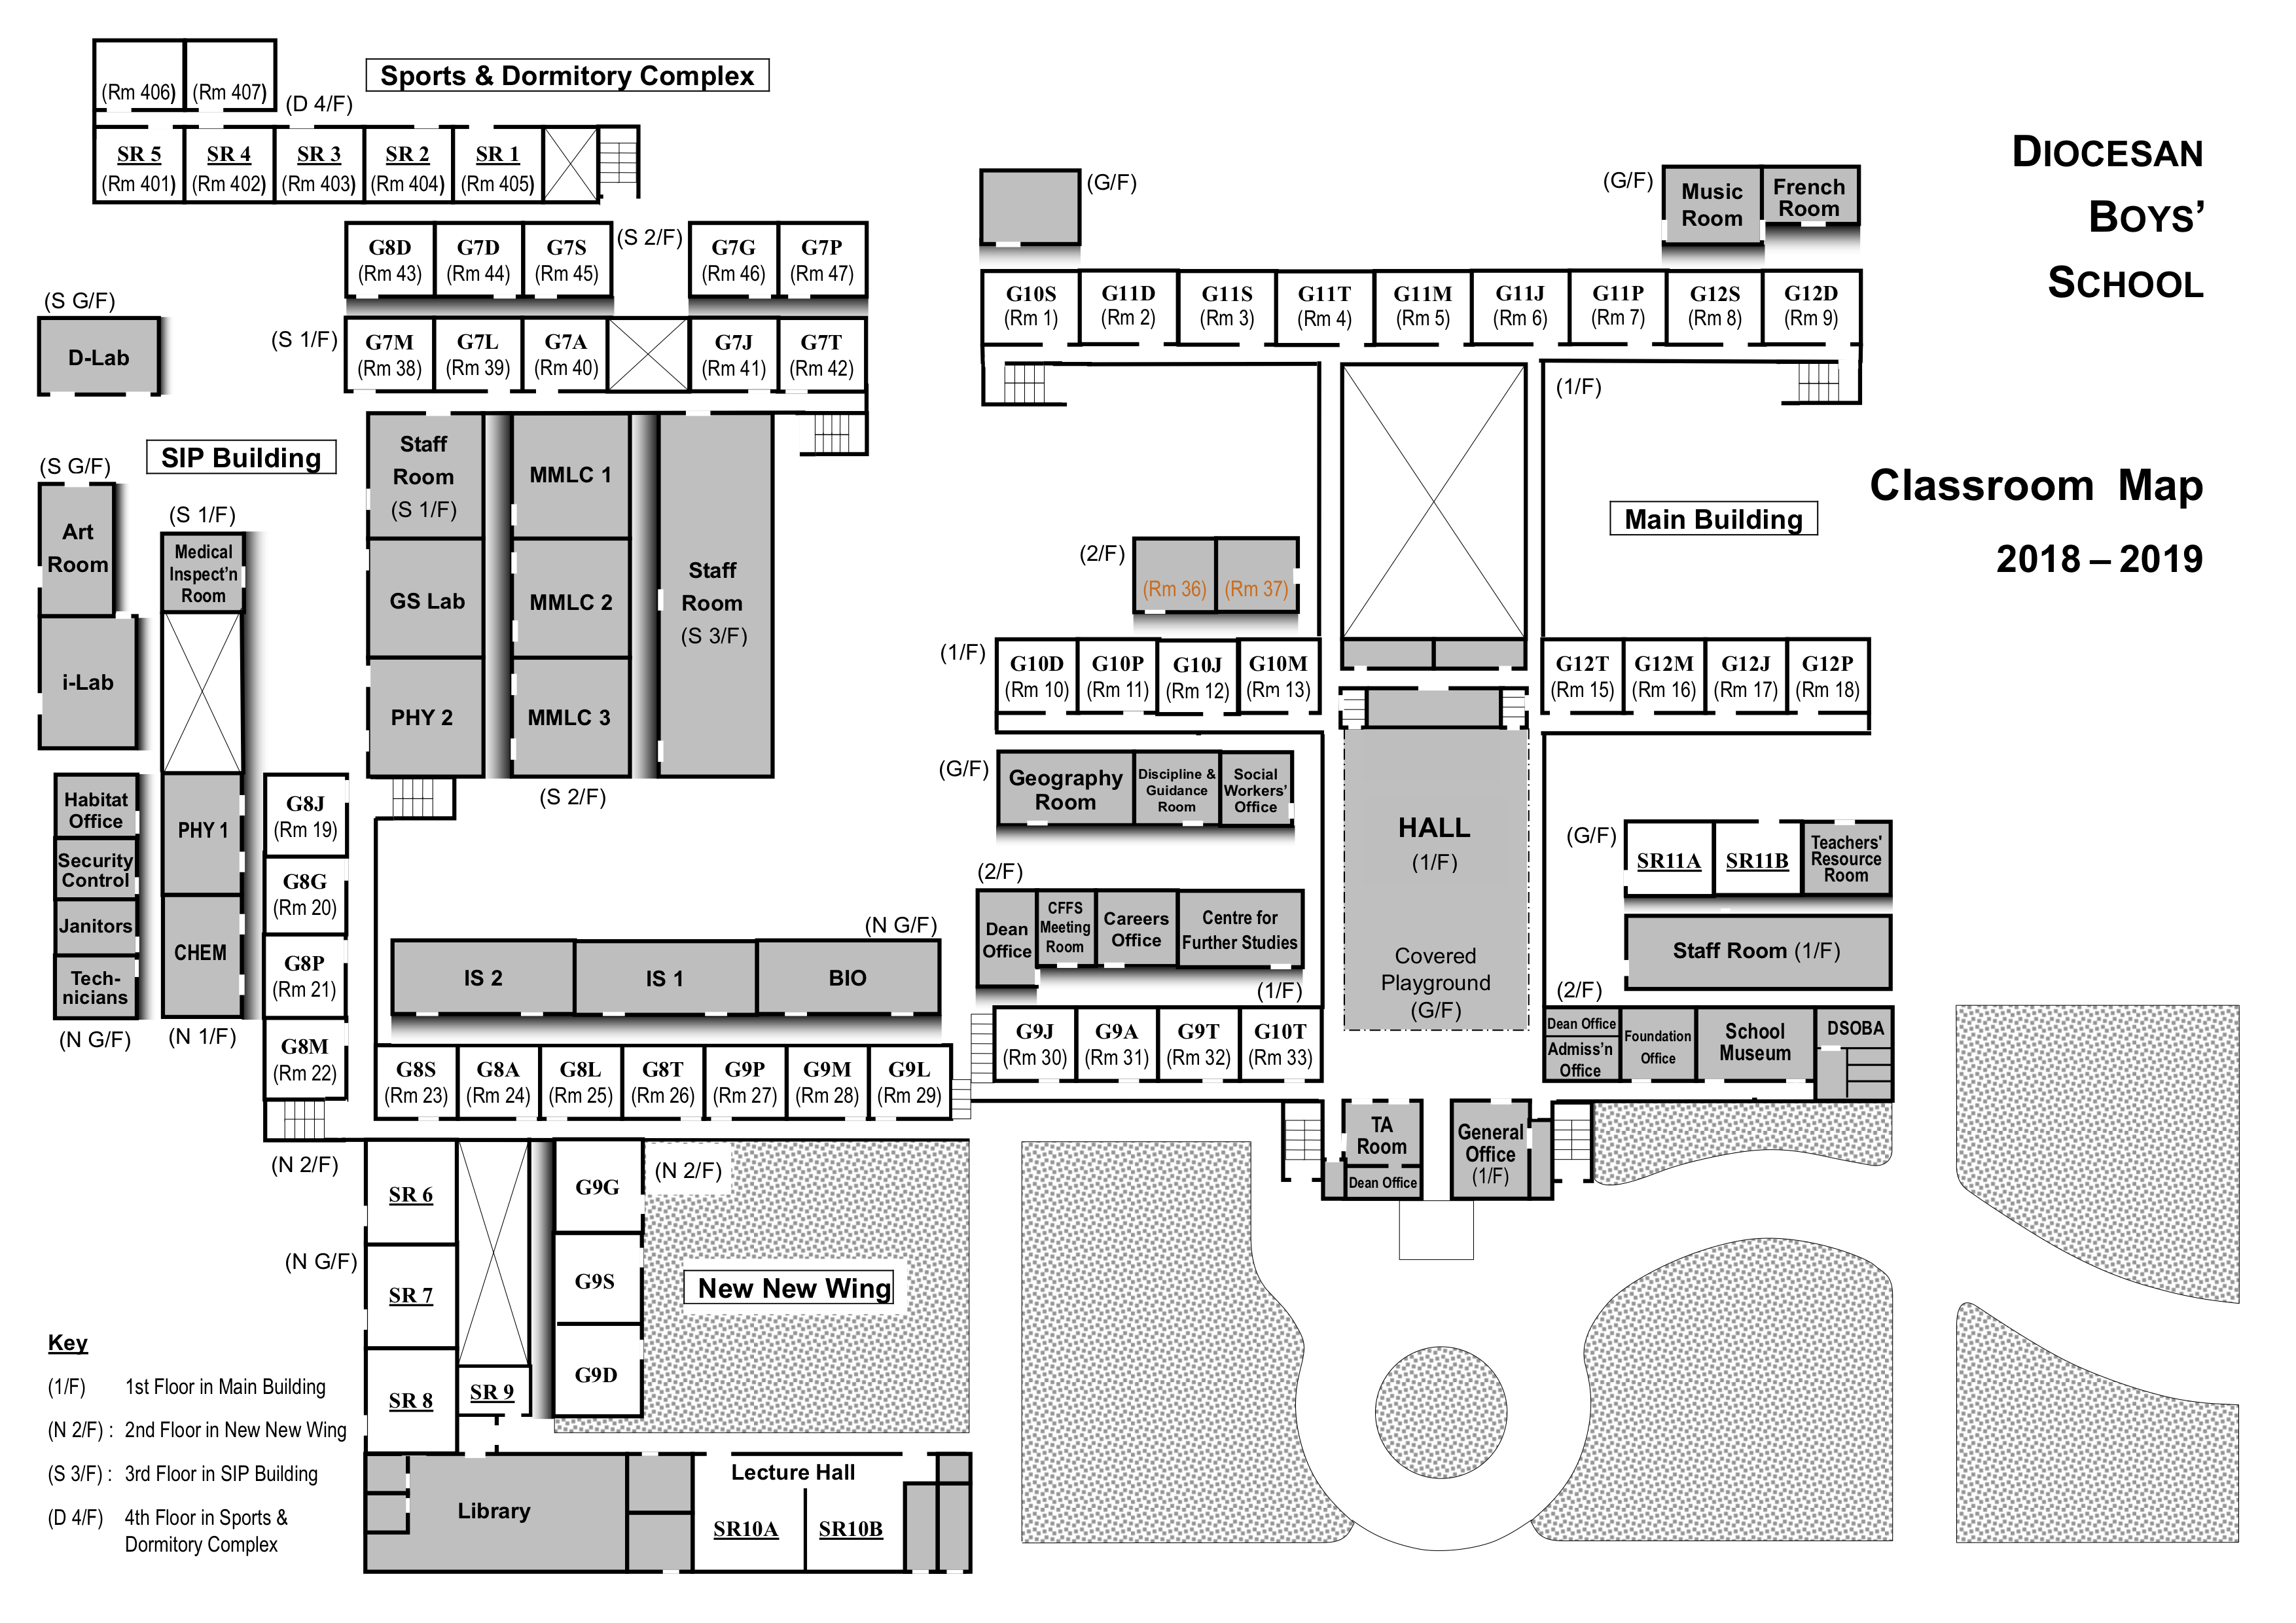 DIOCESAN
BOYS’
SCHOOL
Classroom Map
2018 – 2019
Sports & Dormitory Complex
(Rm 406) (Rm 407)
(D 4/F)
SR 5 SR 4 SR 3 SR 2 SR 1
(Rm 401) (Rm 402) (Rm 403) (Rm 404) (Rm 405)
G8D G7D G7S (S 2/F) G7G G7P
(Rm 43) (Rm 44) (Rm 45) (Rm 46) (Rm 47)
(S G/F)
D-Lab
(S 1/F)
G7M G7L G7A G7J G7T
(Rm 38) (Rm 39) (Rm 40) (Rm 41) (Rm 42)
SIP Building
(S G/F)
Art
Room
i-Lab
(S 1/F)
Medical
Inspect’n
Room
Staff
Room
(S 1/F)
GS Lab
PHY 2
MMLC 1
MMLC 2
MMLC 3
(S 2/F)
Staff
Room
(S 3/F)
Habitat
Office
Security
Control
Janitors
Tech-
nicians
(N G/F)
PHY 1
CHEM
(N 1/F)
G8J
(Rm 19)
G8G
(Rm 20)
G8P
(Rm 21)
G8M
(Rm 22)
(N G/F)
IS 2 IS 1 BIO
G8S G8A G8L G8T G9P G9M G9L
(Rm 23) (Rm 24) (Rm 25) (Rm 26) (Rm 27) (Rm 28) (Rm 29)
(N 2/F)
SR 6
(N G/F)
SR 7
SR 8
SR 9
G9G
G9S
G9D
(N 2/F)
New New Wing
Library
Lecture Hall
SR10A SR10B
(G/F)
(G/F)
Music
Room
French
Room
G10S G11D G11S G11T G11M G11J G11P G12S G12D
(Rm 1) (Rm 2) (Rm 3) (Rm 4) (Rm 5) (Rm 6) (Rm 7) (Rm 8) (Rm 9)
(1/F)
Main Building
(2/F)
(Rm 36) (Rm 37)
(1/F)
G10D G10P G10J G10M
(Rm 10) (Rm 11) (Rm 12) (Rm 13)
G12T G12M G12J G12P
(Rm 15) (Rm 16) (Rm 17) (Rm 18)
(G/F)
Geography
Room
Discipline &
Guidance
Room
Social
Workers’
Office
HALL
(1/F)
Covered
Playground
(G/F)
(G/F)
SR11A SR11B
Teachers'
Resource
Room
Staff Room (1/F)
(2/F)
Dean
Office
CFFS
Meeting
Room
Careers
Office
Centre for
Further Studies
(1/F)
G9J G9A G9T G10T
(Rm 30) (Rm 31) (Rm 32) (Rm 33)
(2/F)
Dean Office
Admiss’n
Office
Foundation
Office
School
Museum
DSOBA
TA
Room
Dean Office
General
Office
(1/F)
Key
(1/F) 1st Floor in Main Building
(N 2/F) : 2nd Floor in New New Wing
(S 3/F) : 3rd Floor in SIP Building
(D 4/F) 4th Floor in Sports &
Dormitory Complex